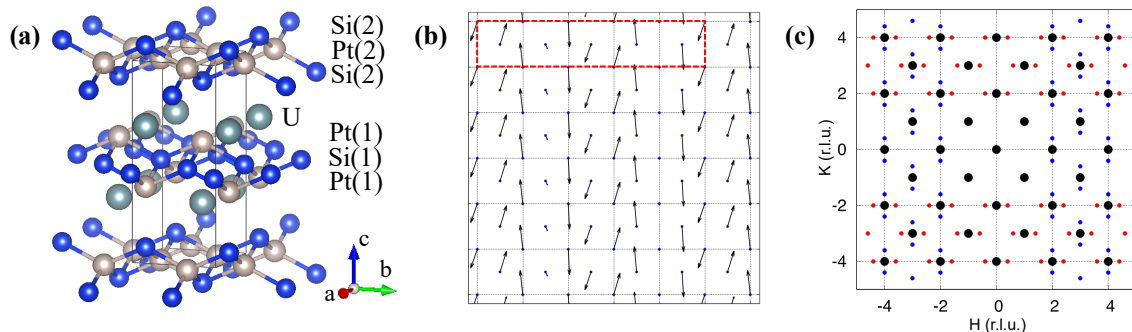 (a)
Si(2)
Pt(2)
Si(2)
U
Pt(1)
Si(1)
Pt(1)
c
b
a
(b)
(c)
4
2
0
-2
-4
K (r.l.u.)
-4 -2 0 2 4
H (r.l.u.)